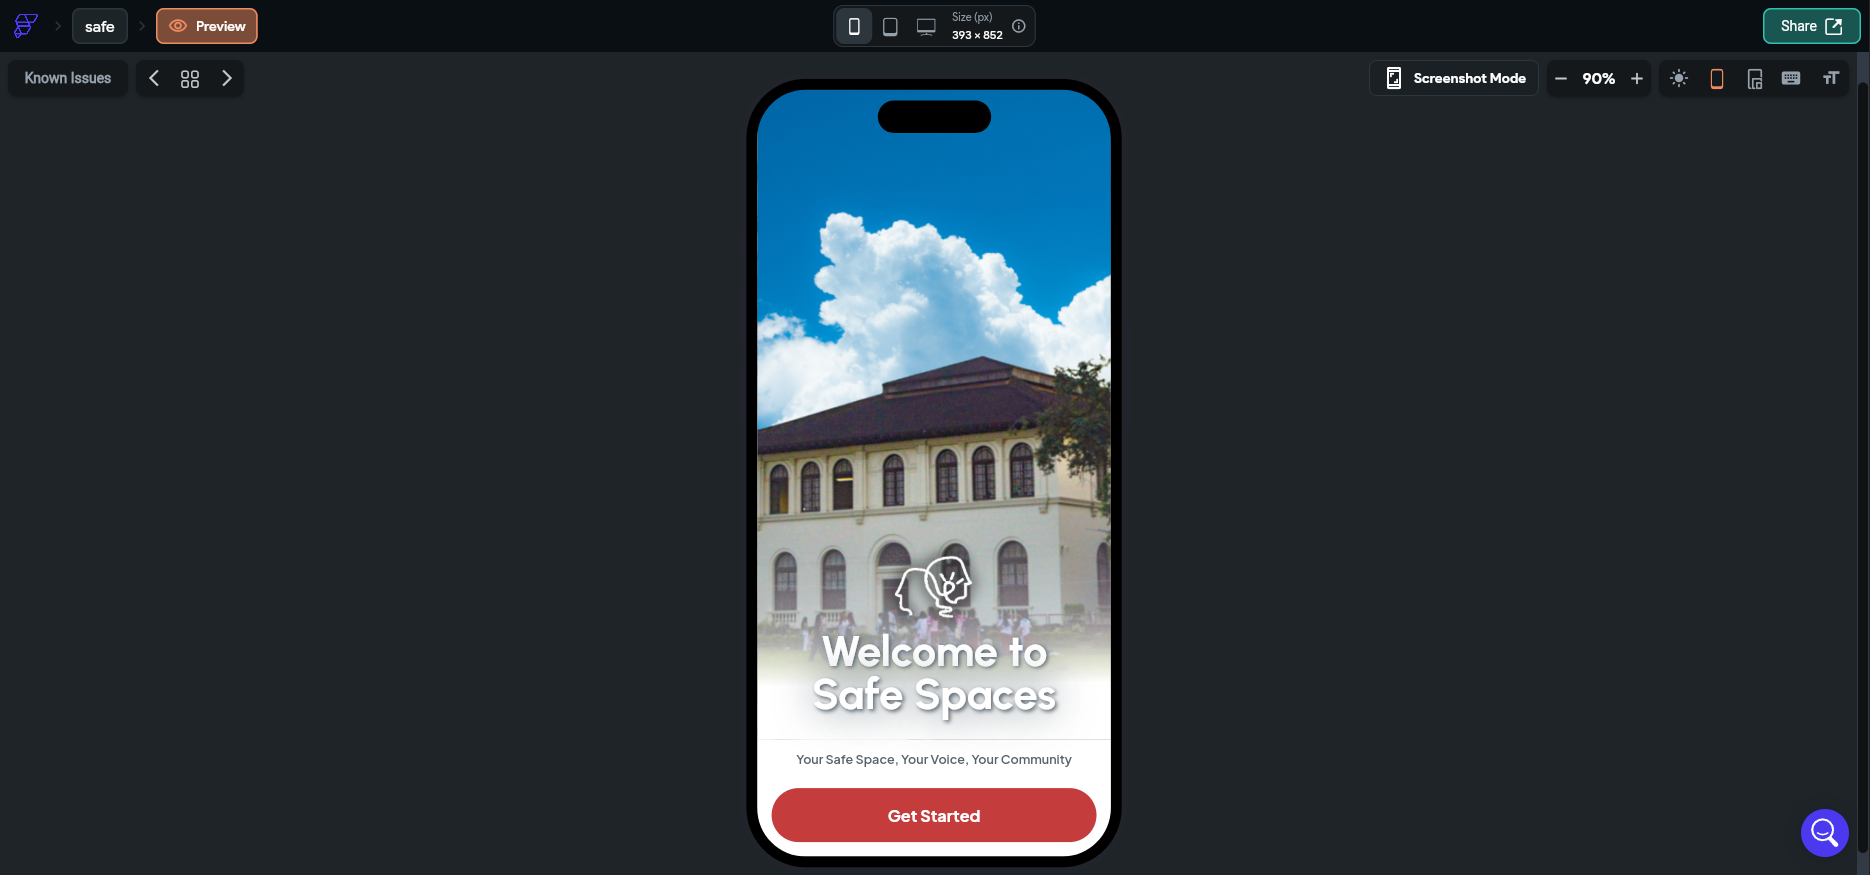 safe
Preview
Size (px)
393 × 852
Share
Known Issues
Screenshot Mode
90%
Welcome to
Safe Spaces
Your Safe Space, Your Voice, Your Community
Get Started